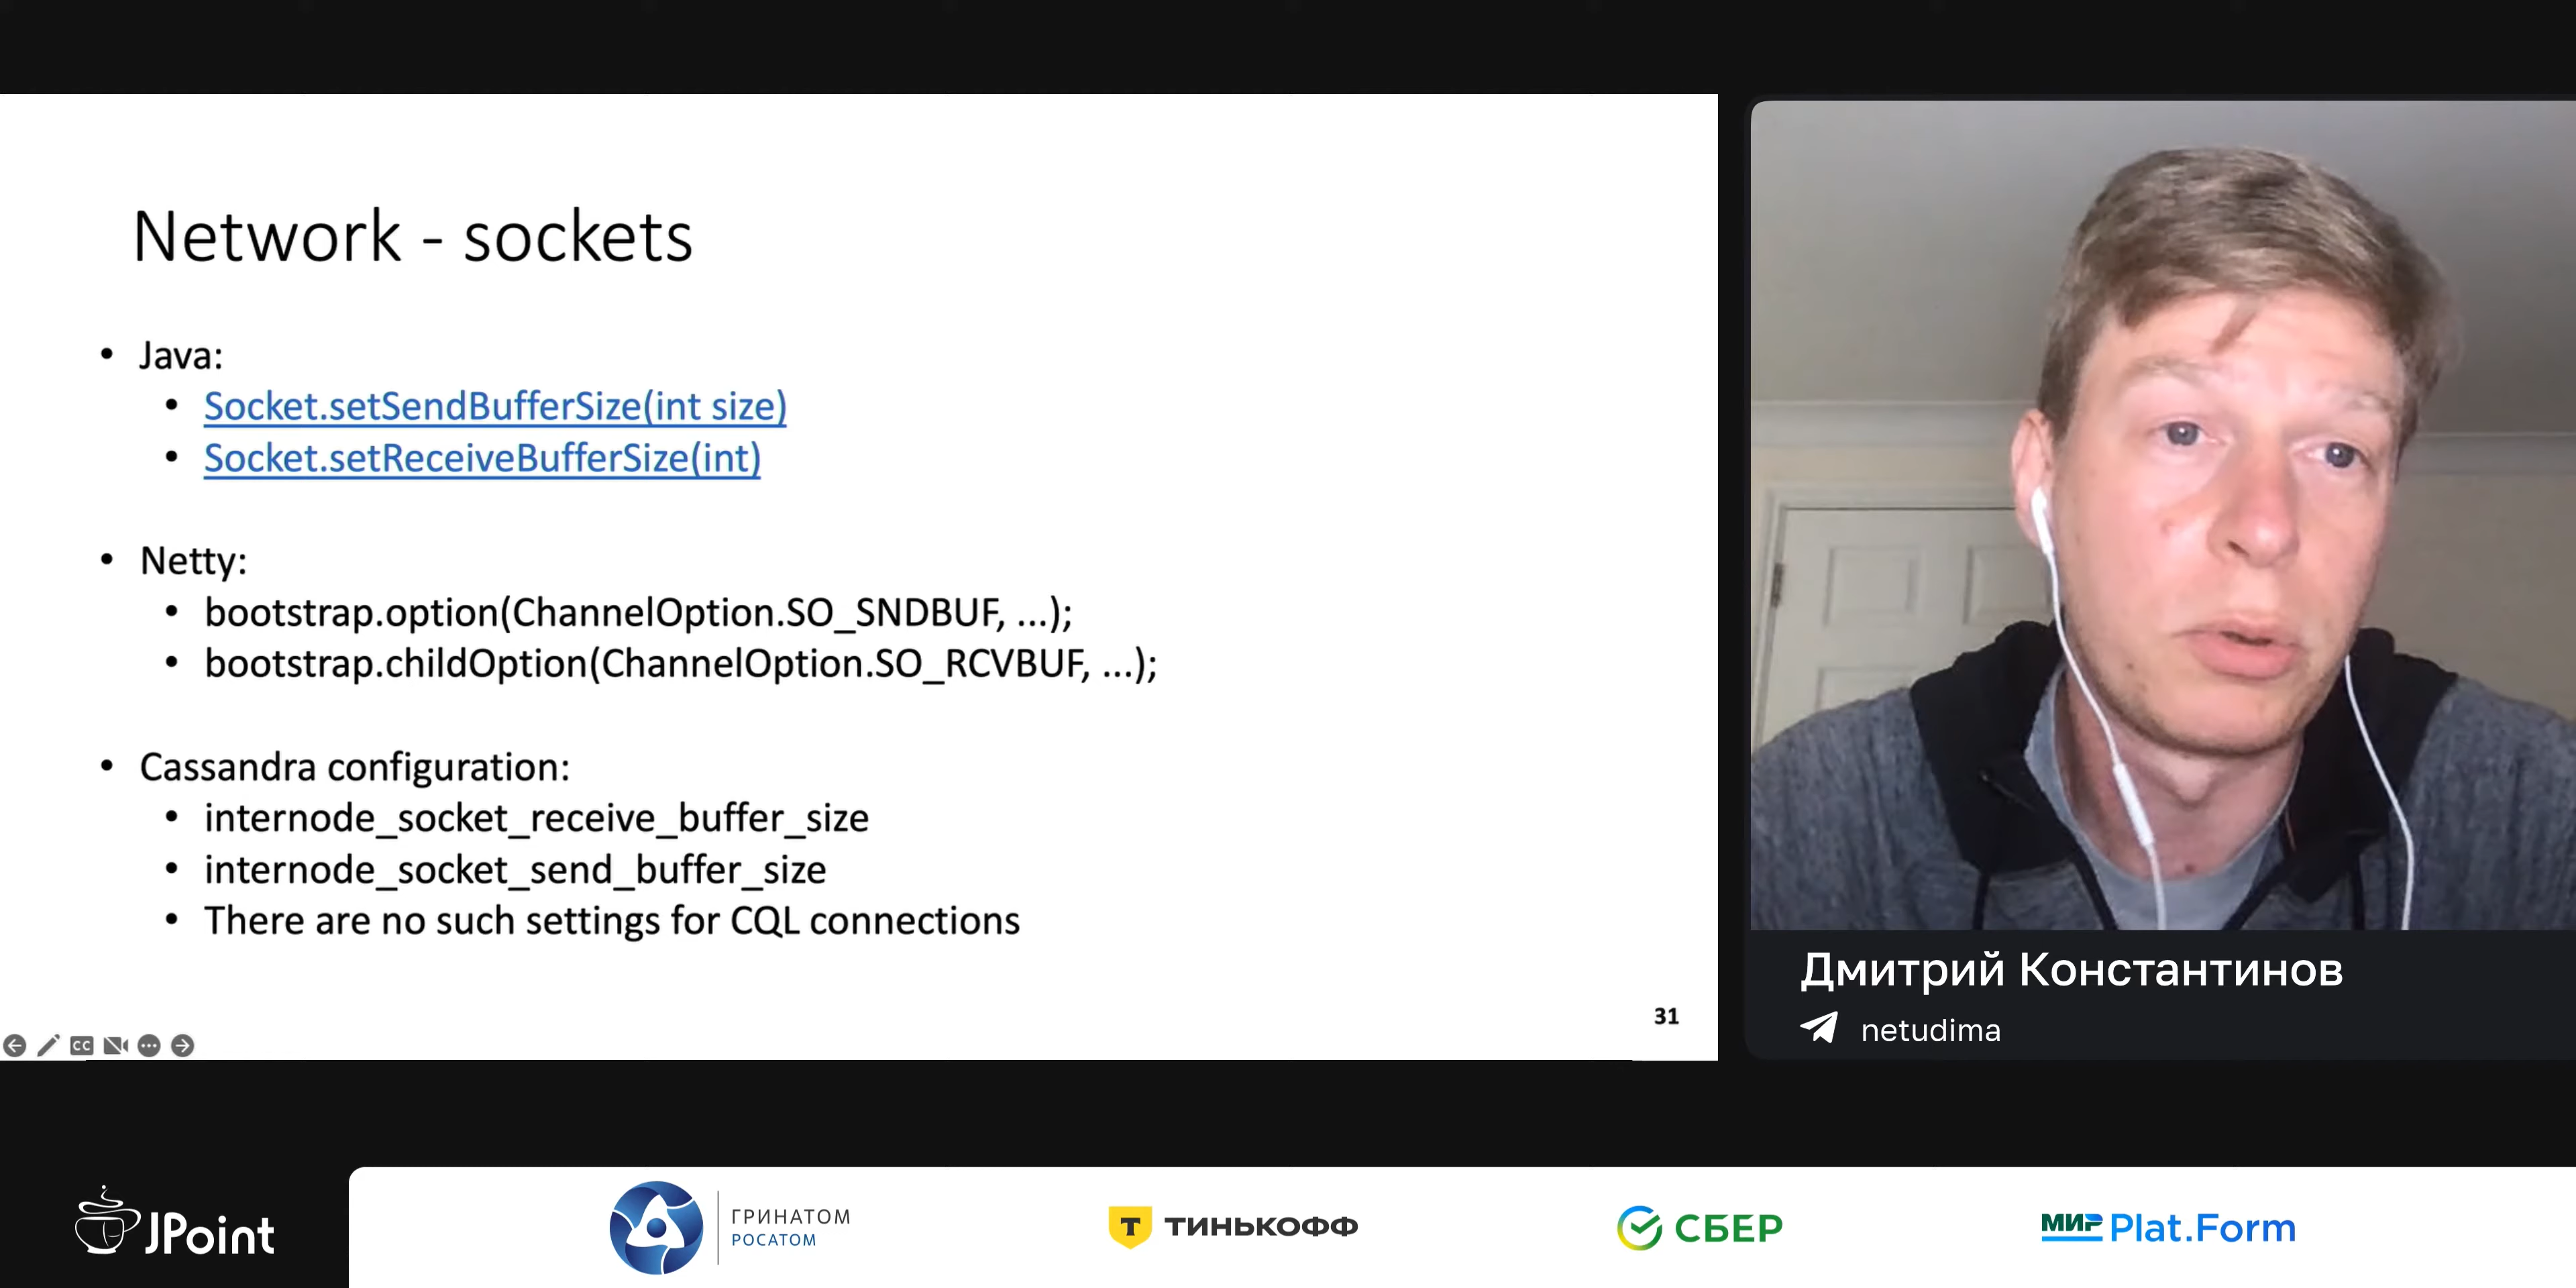 Network - sockets
• Java:
• Socket.setSendBufferSize(int size)
• Socket.setReceiveBufferSize(int)
• Netty:
• bootstrap.option(ChannelOption.SO_SNDBUF, ...);
• bootstrap.childOption(ChannelOption.SO_RCVBUF, ...);
• Cassandra configuration:
• internode_socket_receive_buffer_size
• internode_socket_send_buffer_size
• There are no such settings for CQL connections
31
CC
Дмитрий Константинов
netudima
JPoint
ГРИНАТОМ
РОСАТОМ
Т ТИНЬКОФФ
СБЕР
МИР Plat.Form